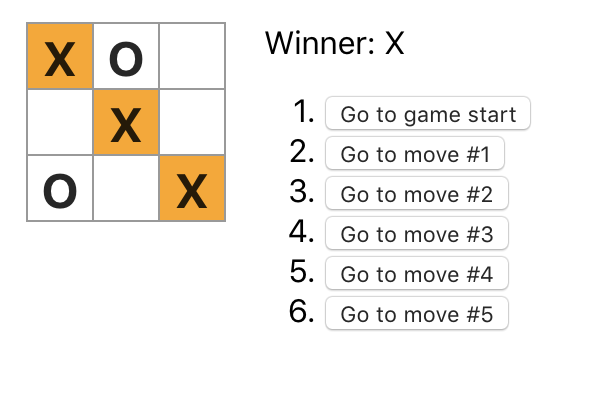 X O
X
O X
Winner: X
1. Go to game start
2. Go to move #1
3. Go to move #2
4. Go to move #3
5. Go to move #4
6. Go to move #5